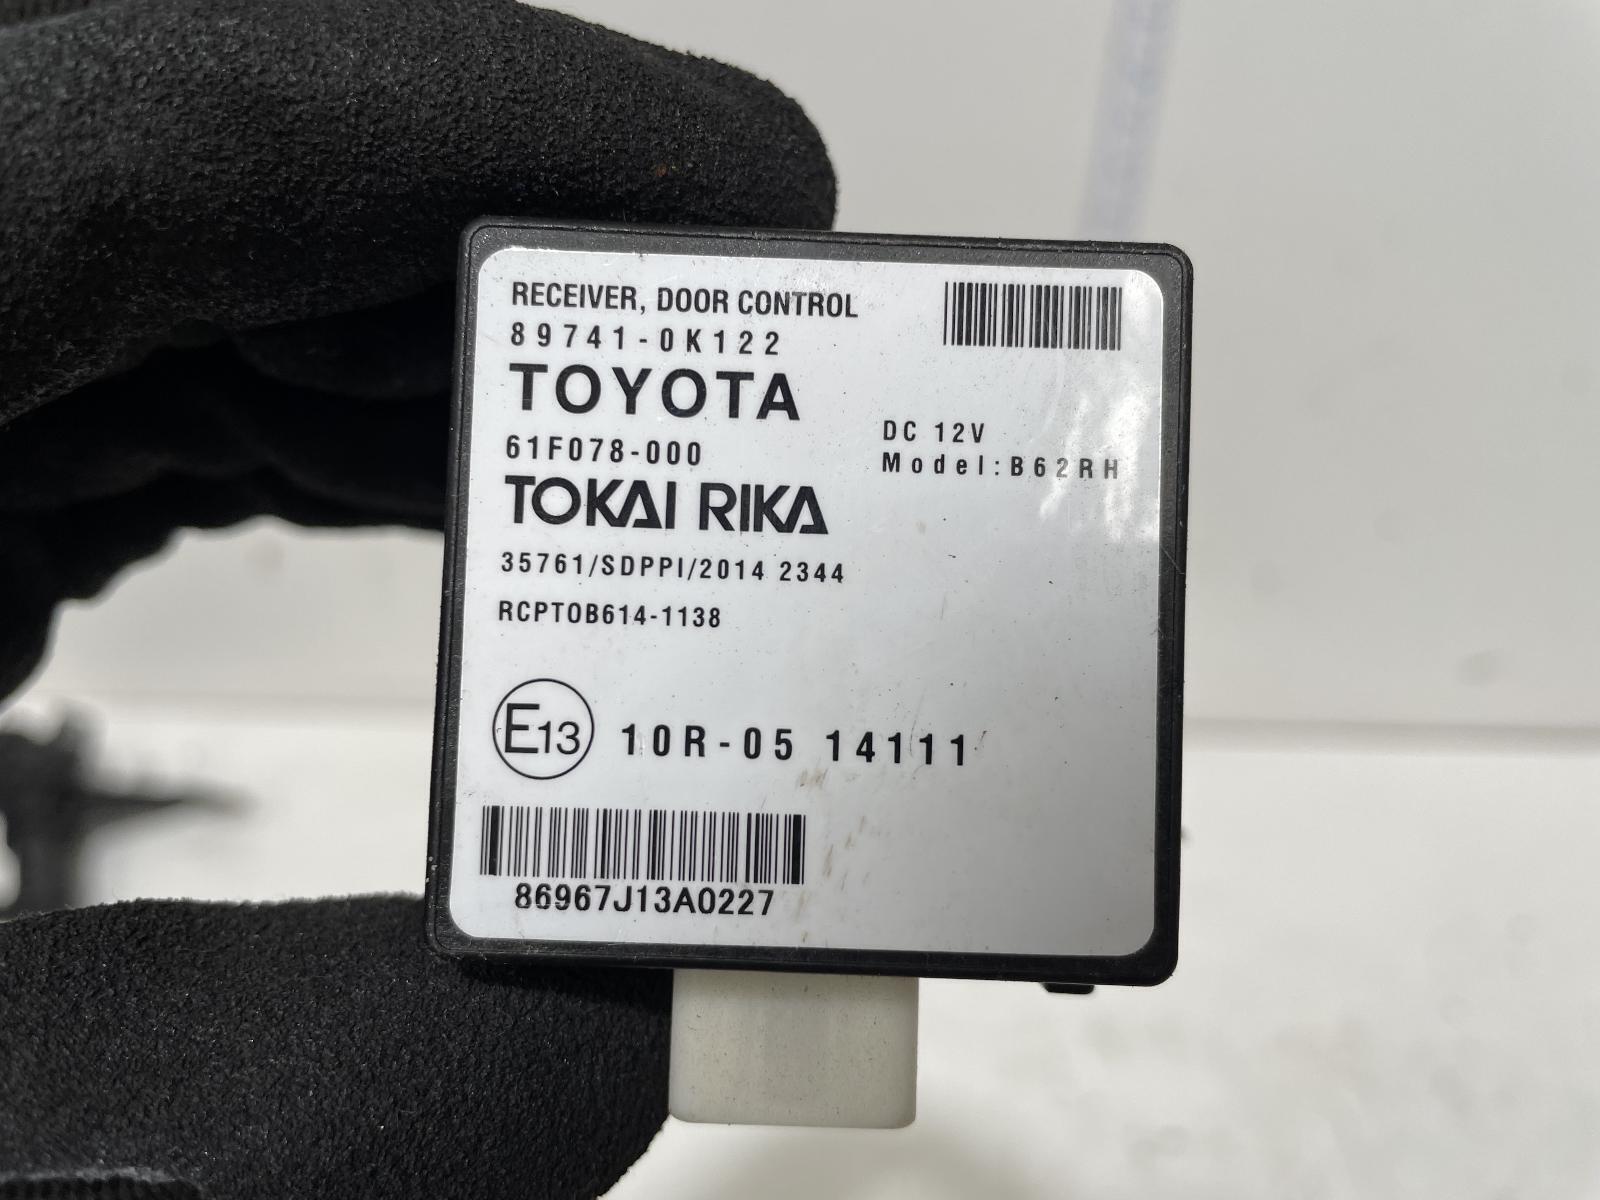 RECEIVER, DOOR CONTROL
89741-0K122
TOYOTA
DC 12V
61F078-000
Model:B62RH
TOKAI RIKA
35761/SDPPI/2014 2344
RCPTOB614-1138
E13 10R-05 14111
86967J13A0227